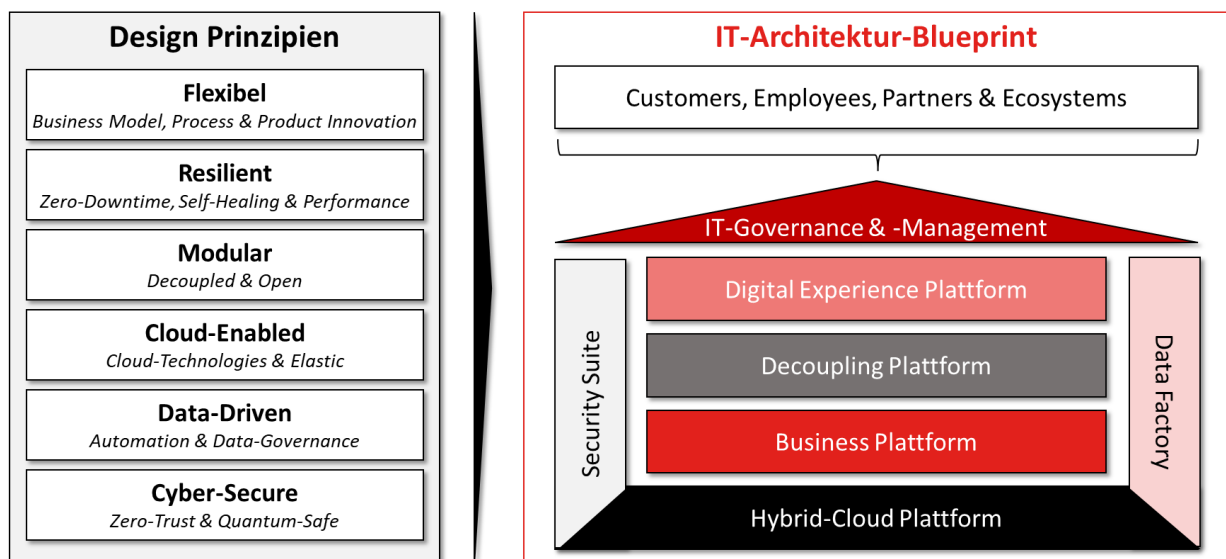 Design Prinzipien
Flexibel
Business Model, Process & Product Innovation
Resilient
Zero-Downtime, Self-Healing & Performance
Modular
Decoupled & Open
Cloud-Enabled
Cloud-Technologies & Elastic
Data-Driven
Automation & Data-Governance
Cyber-Secure
Zero-Trust & Quantum-Safe
IT-Architektur-Blueprint
Customers, Employees, Partners & Ecosystems
IT-Governance & -Management
Security Suite
Digital Experience Plattform
Decoupling Plattform
Business Plattform
Data Factory
Hybrid-Cloud Plattform